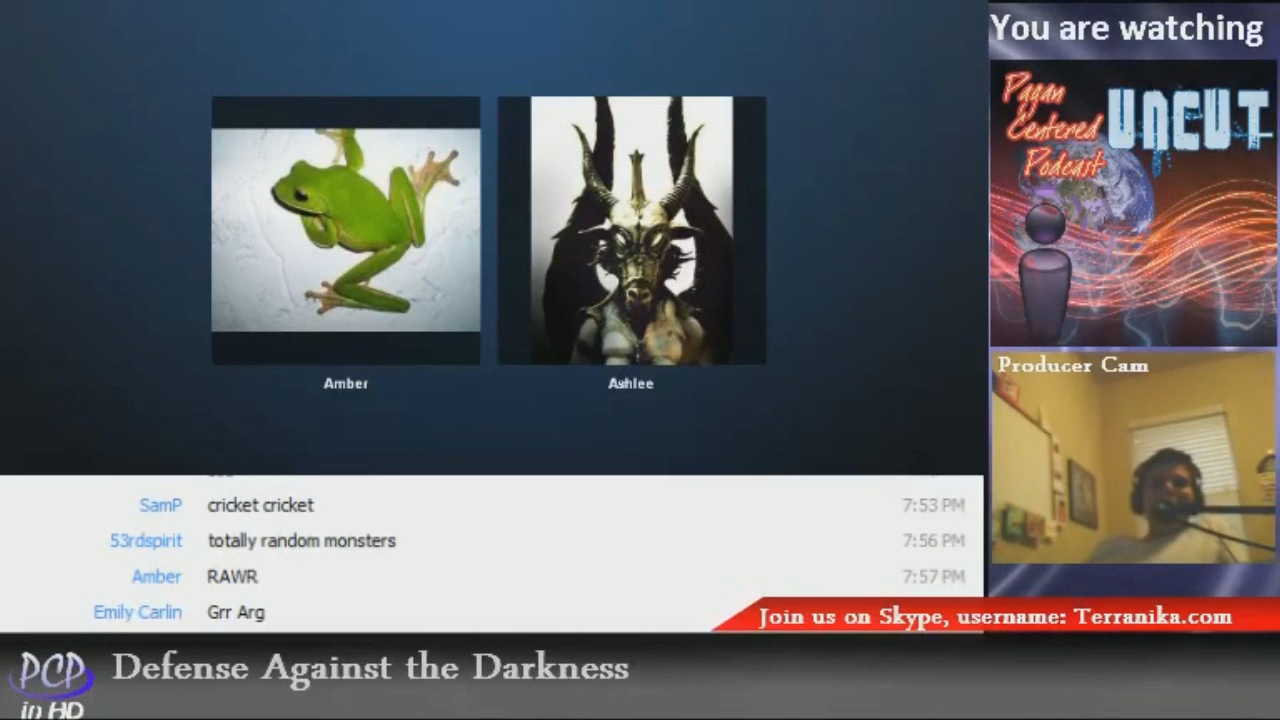 You are watching
Pagan
Centered
Podcast
UNCUT
Producer Cam
Amber
Ashlee
SamP cricket cricket 7:53 PM
53rdspirit totally random monsters 7:56 PM
Amber RAWR 7:57 PM
Emily Carlin Grr Arg
Join us on Skype, username: Terranika.com
PCP
in HD
Defense Against the Darkness